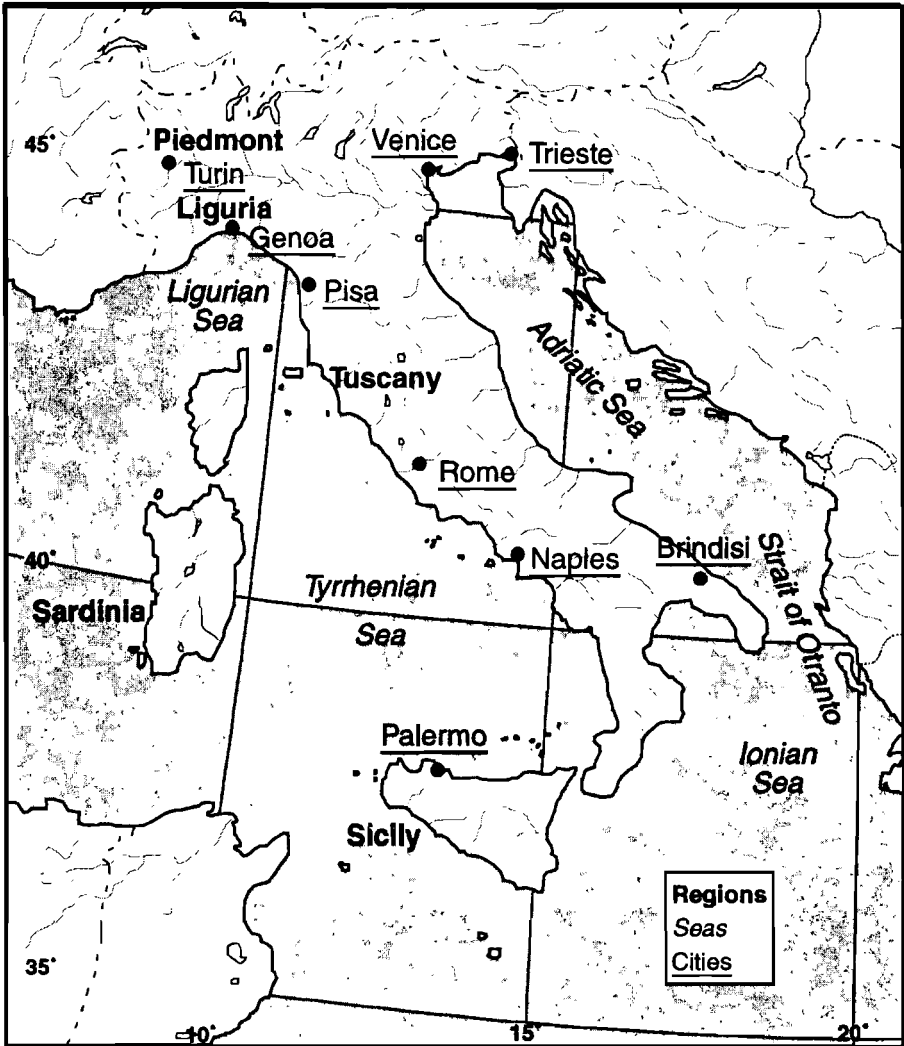 45°
Piedmont
Turin
Liguria
Genoa
Venice
Trieste
Ligurian
Sea
Pisa
Adriatic Sea
Tuscany
Rome
40°
Naples
Brindisi
Strait of Otranto
Sardinia
Tyrrhenian
Sea
Palermo
Ionian
Sea
Sicily
Regions
Seas
Cities
35°
10°
15°
20°